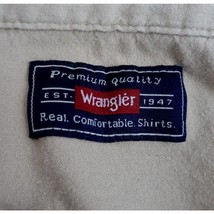 Premium Quality
EST. Wrangler 1947
Real. Comfortable. Shirts.